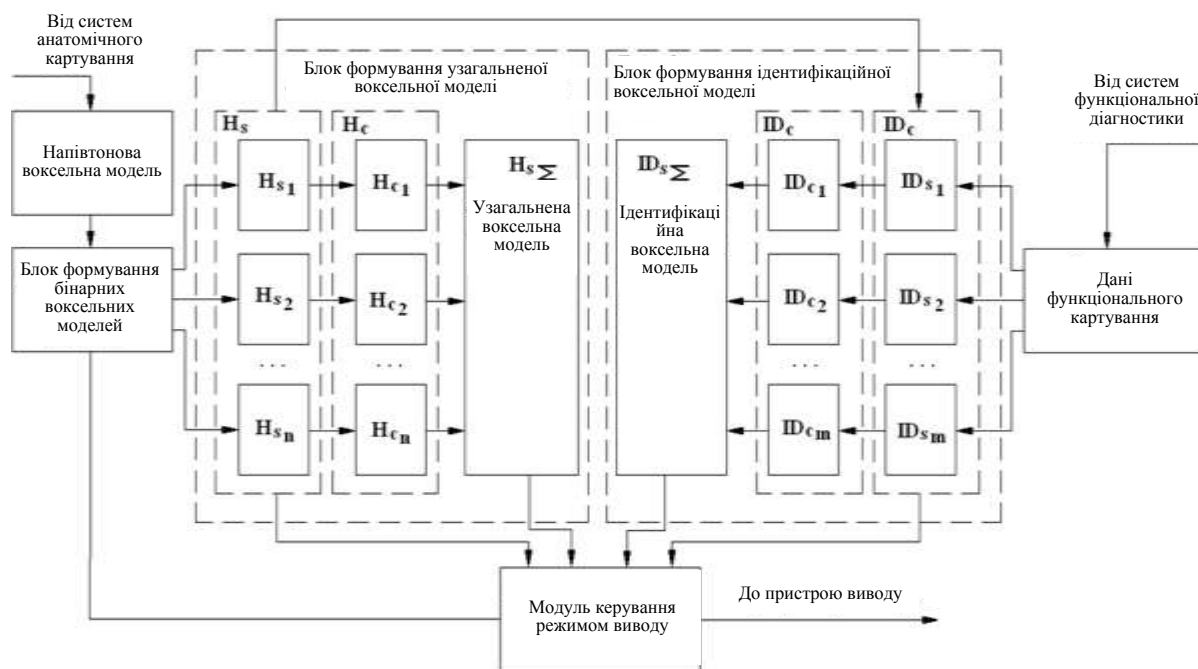 Від систем
анатомічного
картування
Блок формування узагальненої
воксельної моделі
Блок формування ідентифікаційної
воксельної моделі
Від систем
функціональної
діагностики
Напівтонова
воксельна модель
Блок формування
бінарних
воксельних
моделей
Hs
Hs1
Hs2
...
Hsn
Hc
Hc1
Hc2
...
Hcn
Hs∑
Узагальнена
воксельна
модель
IDs∑
Ідентифікаці
йна
воксельна
модель
IDc
IDc1
IDc2
...
IDcm
IDc
IDs1
IDs2
...
IDsm
Дані
функціонального
картування
Модуль керування
режимом виводу
До пристрою виводу